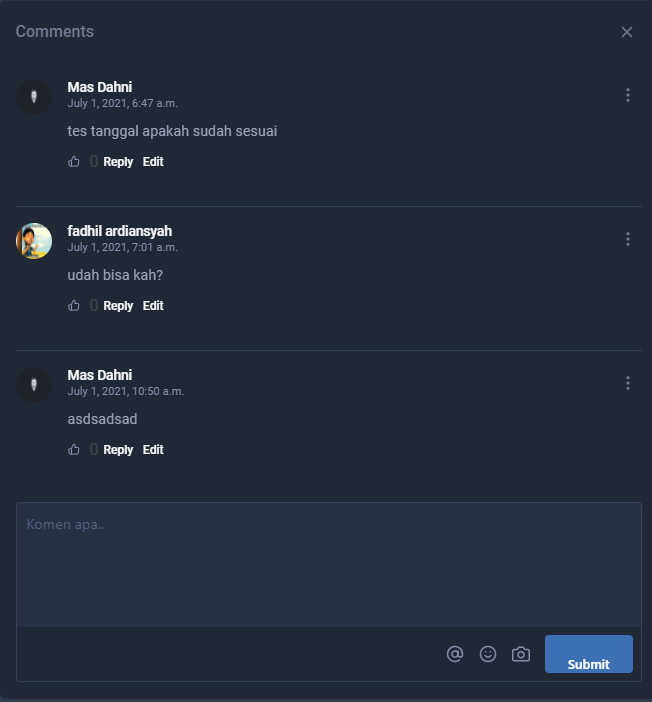 Comments
Mas Dahni
July 1, 2021, 6:47 a.m.
tes tanggal apakah sudah sesuai
0 Reply Edit
fadhil ardiansyah
July 1, 2021, 7:01 a.m.
udah bisa kah?
0 Reply Edit
Mas Dahni
July 1, 2021, 10:50 a.m.
asdsadsad
0 Reply Edit
Komen apa..
Submit